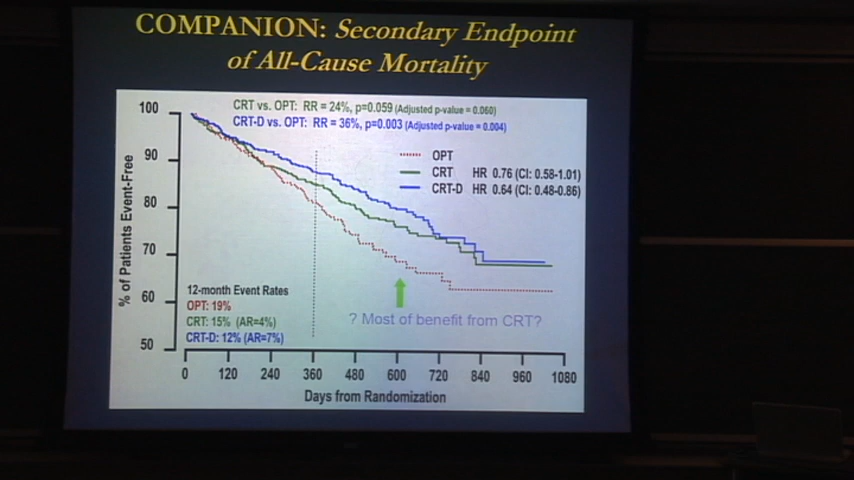 COMPANION: Secondary Endpoint
of All-Cause Mortality
CRT vs. OPT: RR = 24%, p=0.059 (Adjusted p-value = 0.060)
CRT-D vs. OPT: RR = 36%, p=0.003 (Adjusted p-value = 0.004)
OPT
CRT HR 0.76 (CI: 0.58-1.01)
CRT-D HR 0.64 (CI: 0.48-0.86)
% of Patients Event-Free
100
90
80
70
60
50
12-month Event Rates
OPT: 19%
CRT: 15% (AR=4%)
CRT-D: 12% (AR=7%)
? Most of benefit from CRT?
0 120 240 360 480 600 720 840 960 1080
Days from Randomization